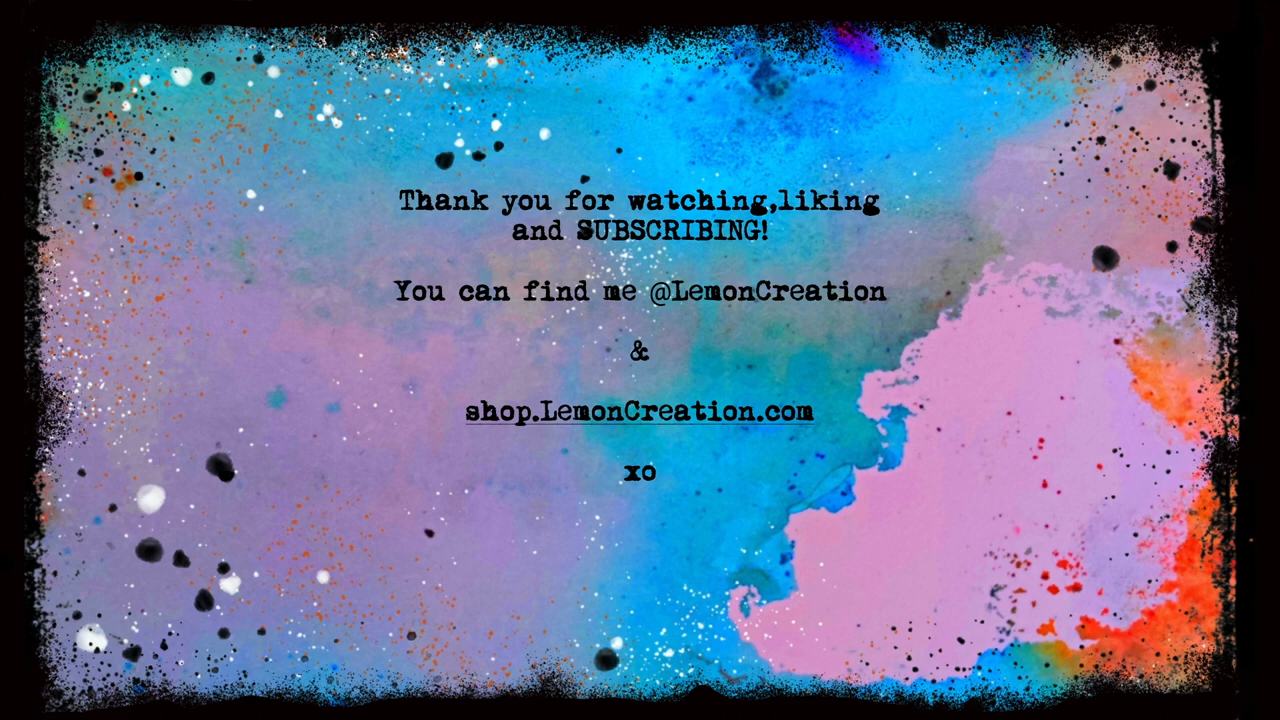 Thank you for watching,liking
and SUBSCRIBING!
You can find me @LemonCreation
&
shop.LemonCreation.com
xo